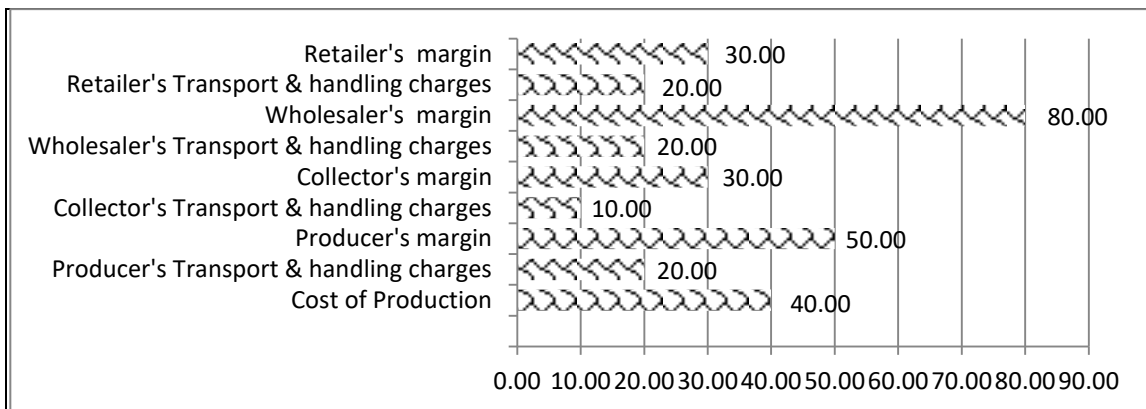 Retailer's margin 30.00
Retailer's Transport & handling charges 20.00
Wholesaler's margin 80.00
Wholesaler's Transport & handling charges 20.00
Collector's margin 30.00
Collector's Transport & handling charges 10.00
Producer's margin 50.00
Producer's Transport & handling charges 20.00
Cost of Production 40.00
0.00 10.00 20.00 30.00 40.00 50.00 60.00 70.00 80.00 90.00